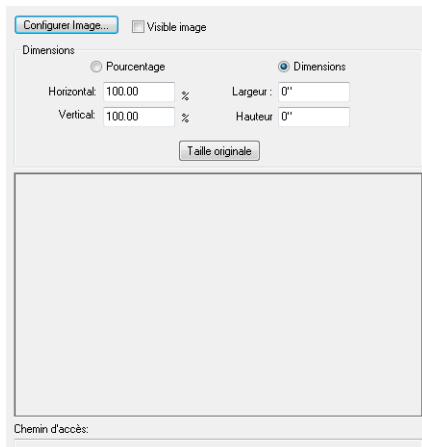 Configurer Image... Visible image
Dimensions
Pourcentage Dimensions
Horizontal: 100.00 % Largeur : 0''
Vertical: 100.00 % Hauteur 0''
Taille originale
Chemin d'accès: